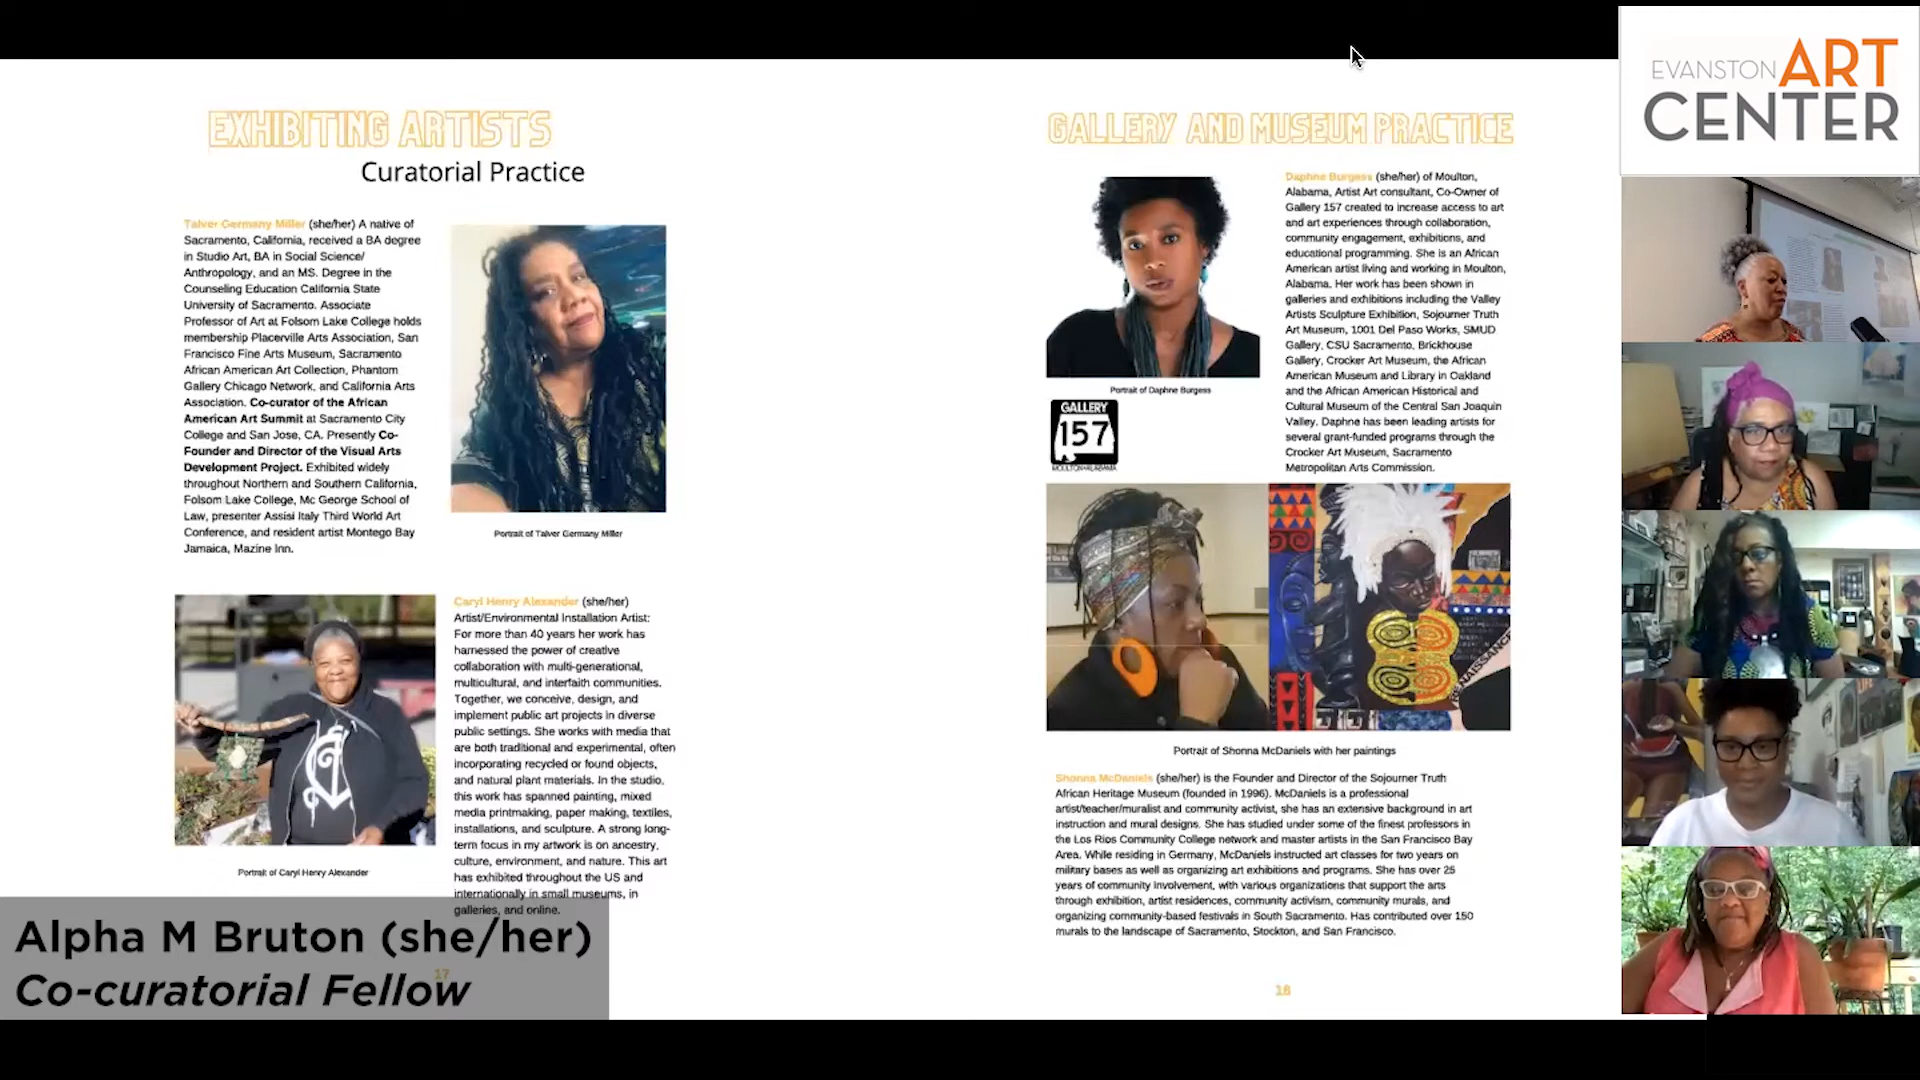 EXHIBITING ARTISTS
Curatorial Practice
Talver Germany Miller (she/her) A native of
Sacramento, California, received a BA degree
in Studio Art, BA in Social Science/
Anthropology, and an MS. Degree in the
Counseling Education California State
University of Sacramento. Associate
Professor of Art at Folsom Lake College holds
membership Placerville Arts Association, San
Francisco Fine Arts Museum, Sacramento
African American Art Collection, Phantom
Gallery Chicago Network, and California Arts
Association. Co-curator of the African
American Art Summit at Sacramento City
College and San Jose, CA. Presently Co-
Founder and Director of the Visual Arts
Development Project. Exhibited widely
throughout Northern and Southern California,
Folsom Lake College, Mc George School of
Law, presenter Assisi Italy Third World Art
Conference, and resident artist Montego Bay
Jamaica, Mazine Inn.
Portrait of Talver Germany Miller
Portrait of Caryl Henry Alexander
Caryl Henry Alexander (she/her)
Artist/Environmental Installation Artist:
For more than 40 years her work has
harnessed the power of creative
collaboration with multi-generational,
multicultural, and interfaith communities.
Together, we conceive, design, and
implement public art projects in diverse
public settings. She works with media that
are both traditional and experimental, often
incorporating recycled or found objects,
and natural plant materials. In the studio,
this work has spanned painting, mixed
media printmaking, paper making, textiles,
installations, and sculpture. A strong long-
term focus in my artwork is on ancestry,
culture, environment, and nature. This art
has exhibited throughout the US and
internationally in small museums, in
galleries, and online.
17
GALLERY AND MUSEUM PRACTICE
Portrait of Daphne Burgess
GALLERY
157
MOULTON•ALABAMA
Daphne Burgess (she/her) of Moulton,
Alabama, Artist Art consultant, Co-Owner of
Gallery 157 created to increase access to art
and art experiences through collaboration,
community engagement, exhibitions, and
educational programming. She is an African
American artist living and working in Moulton,
Alabama. Her work has been shown in
galleries and exhibitions including the Valley
Artists Sculpture Exhibition, Sojourner Truth
Art Museum, 1001 Del Paso Works, SMUD
Gallery, CSU Sacramento, Brickhouse
Gallery, Crocker Art Museum, the African
American Museum and Library in Oakland
and the African American Historical and
Cultural Museum of the Central San Joaquin
Valley. Daphne has been leading artists for
several grant-funded programs through the
Crocker Art Museum, Sacramento
Metropolitan Arts Commission.
Portrait of Shonna McDaniels with her paintings
Shonna McDaniels (she/her) is the Founder and Director of the Sojourner Truth
African Heritage Museum (founded in 1996). McDaniels is a professional
artist/teacher/muralist and community activist, she has an extensive background in art
instruction and mural designs. She has studied under some of the finest professors in
the Los Rios Community College network and master artists in the San Francisco Bay
Area. While residing in Germany, McDaniels instructed art classes for two years on
military bases as well as organizing art exhibitions and programs. She has over 25
years of community involvement, with various organizations that support the arts
through exhibition, artist residences, community activism, community murals, and
organizing community-based festivals in South Sacramento. Has contributed over 150
murals to the landscape of Sacramento, Stockton, and San Francisco.
18
EVANSTON ART
CENTER
Alpha M Bruton (she/her)
Co-curatorial Fellow